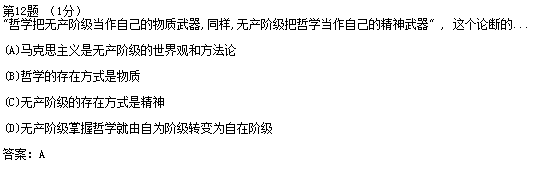 第12题 （1分）
"哲学把无产阶级当作自己的物质武器,同样,无产阶级把哲学当作自己的精神武器" , 这个论断的...
(A)马克思主义是无产阶级的世界观和方法论
(B)哲学的存在方式是物质
(C)无产阶级的存在方式是精神
(D)无产阶级掌握哲学就由自为阶级转变为自在阶级
答案: A